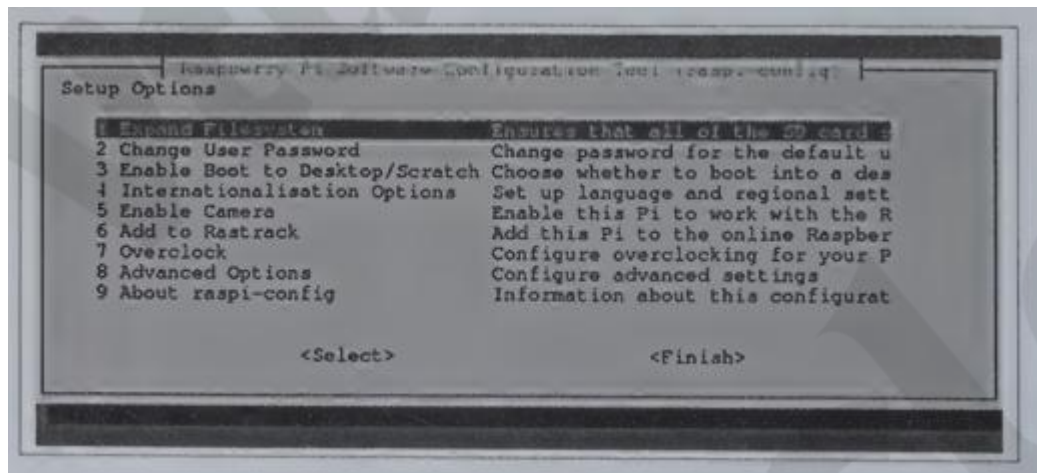 Raspberry Pi Software Configuration Tool (raspi-config)
Setup Options
1 Expand Filesystem Ensures that all of the SD card s
2 Change User Password Change password for the default u
3 Enable Boot to Desktop/Scratch Choose whether to boot into a des
4 Internationalisation Options Set up language and regional sett
5 Enable Camera Enable this Pi to work with the R
6 Add to Rastrack Add this Pi to the online Raspber
7 Overclock Configure overclocking for your P
8 Advanced Options Configure advanced settings
9 About raspi-config Information about this configurat
<Select> <Finish>